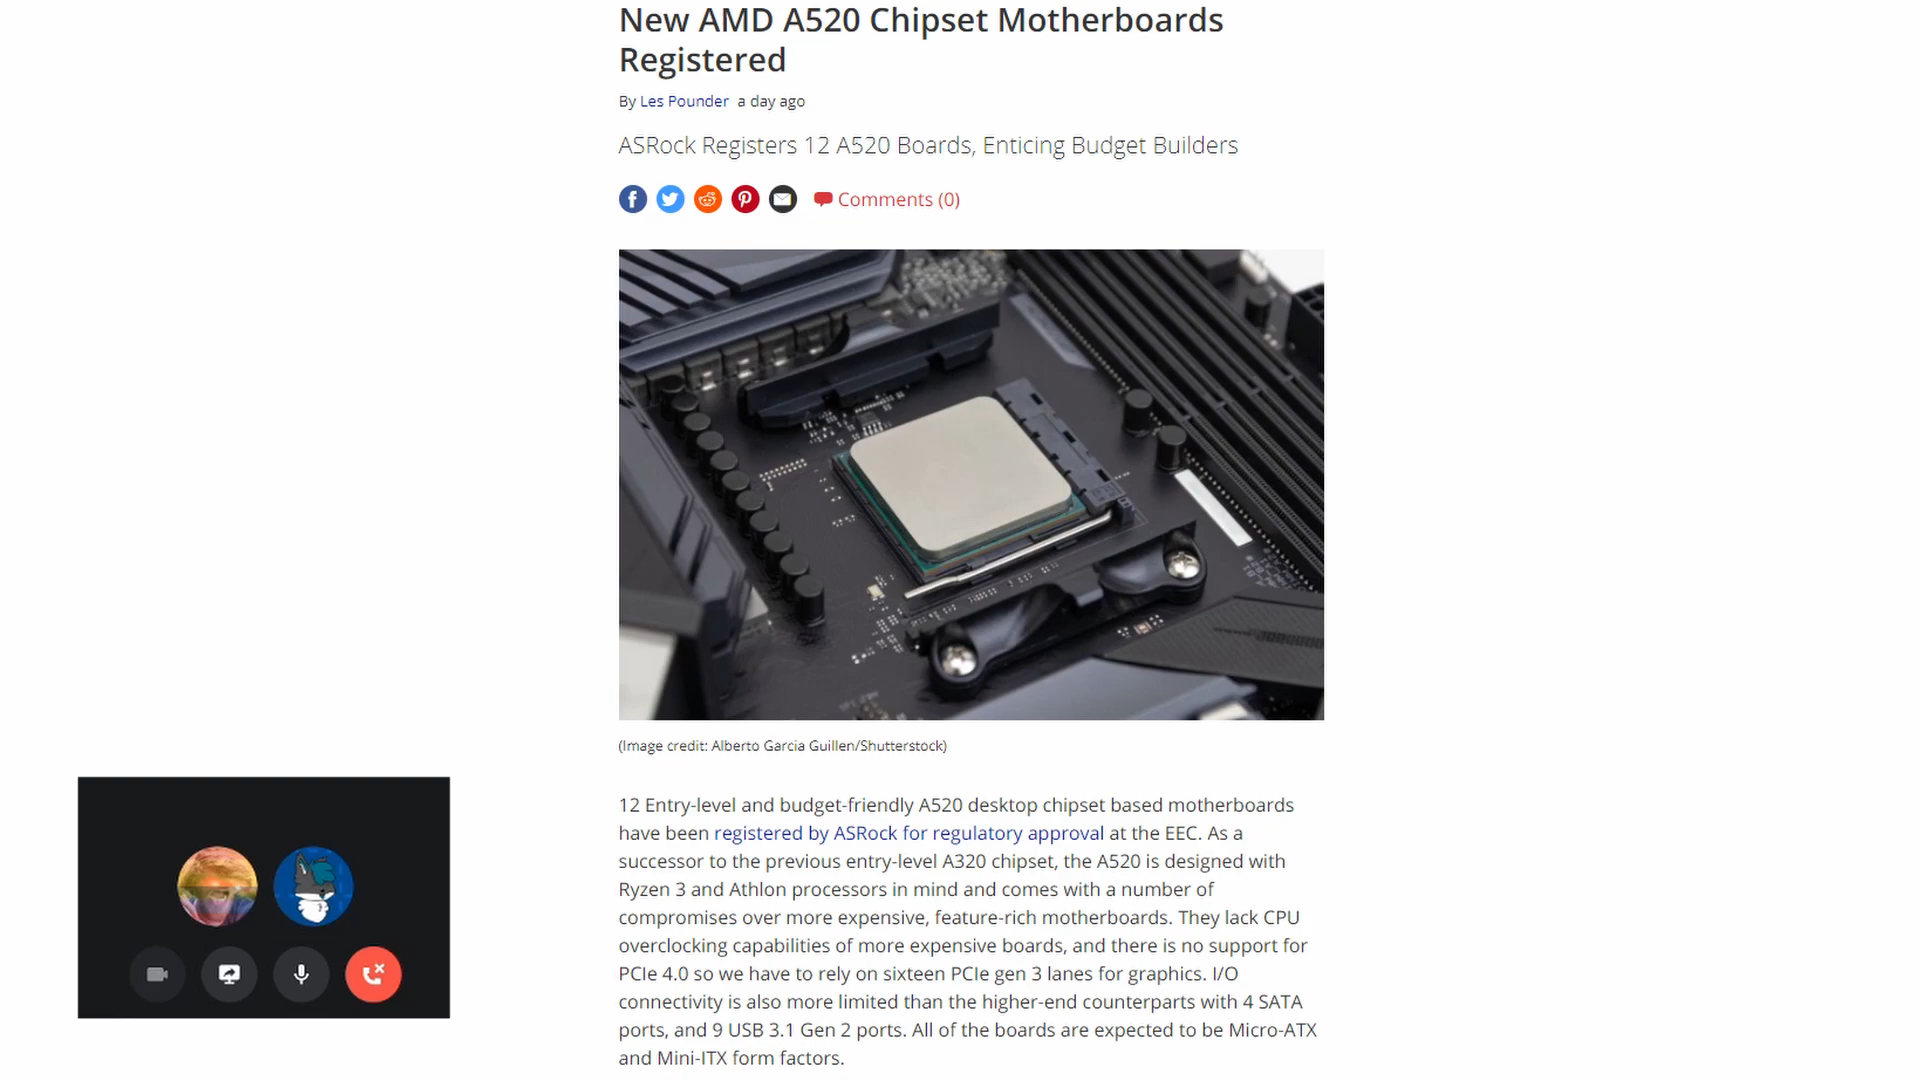 New AMD A520 Chipset Motherboards
Registered
By Les Pounder a day ago
ASRock Registers 12 A520 Boards, Enticing Budget Builders
Comments (0)
(Image credit: Alberto Garcia Guillen/Shutterstock)
12 Entry-level and budget-friendly A520 desktop chipset based motherboards
have been registered by ASRock for regulatory approval at the EEC. As a
successor to the previous entry-level A320 chipset, the A520 is designed with
Ryzen 3 and Athlon processors in mind and comes with a number of
compromises over more expensive, feature-rich motherboards. They lack CPU
overclocking capabilities of more expensive boards, and there is no support for
PCIe 4.0 so we have to rely on sixteen PCIe gen 3 lanes for graphics. I/O
connectivity is also more limited than the higher-end counterparts with 4 SATA
ports, and 9 USB 3.1 Gen 2 ports. All of the boards are expected to be Micro-ATX
and Mini-ITX form factors.